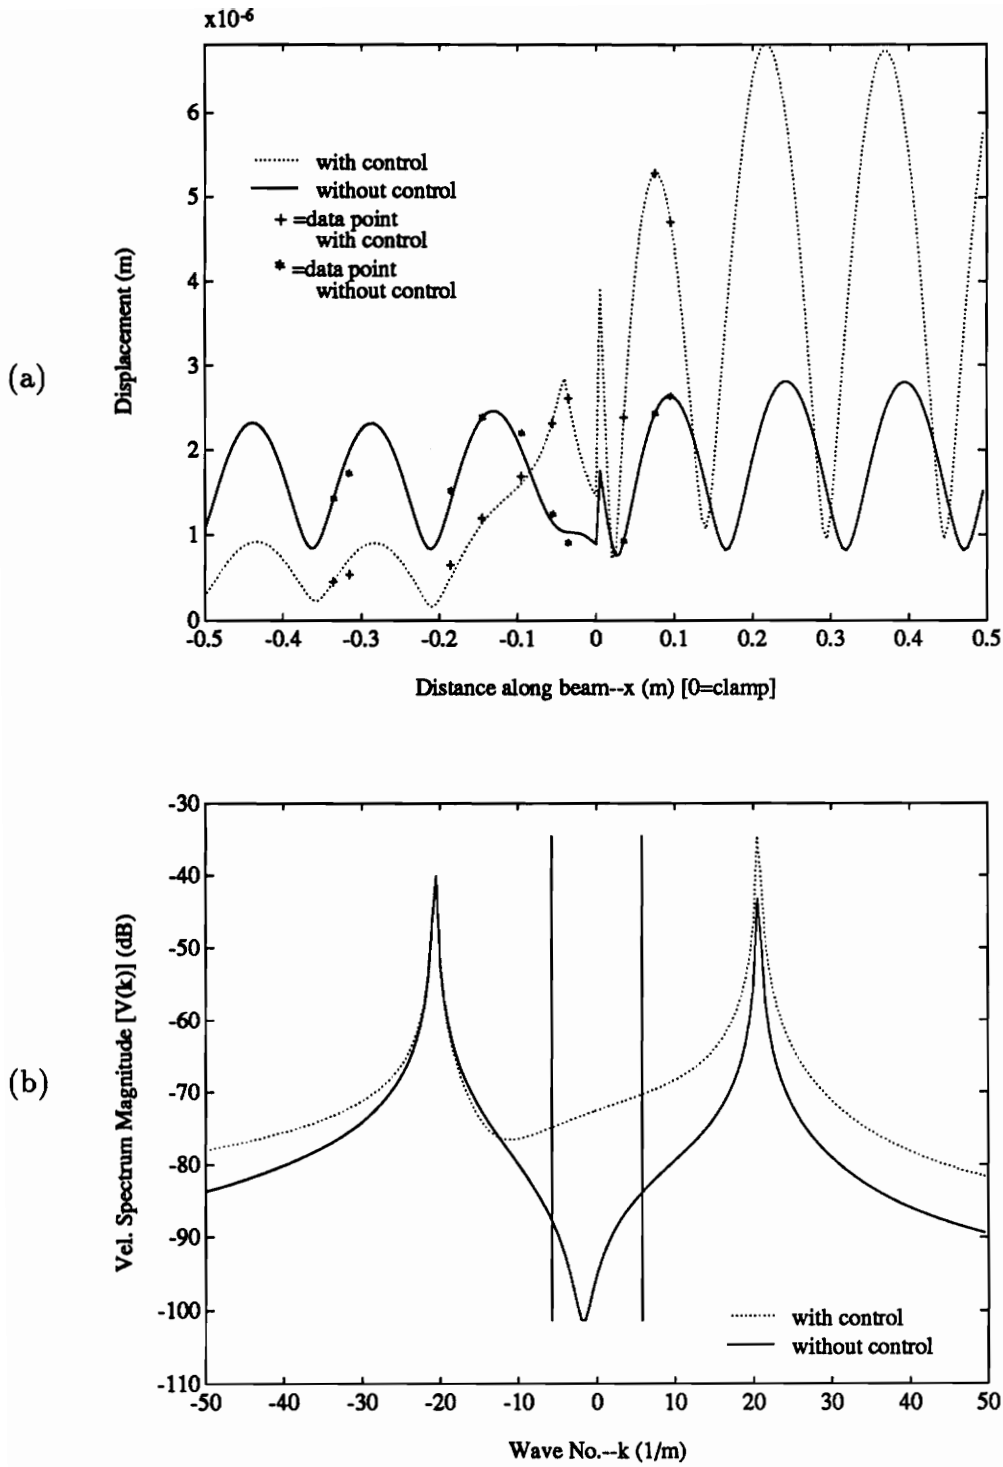 x10-6
6
5
4
3
2
1
0
Displacement (m)
(a)
with control
without control
+ =data point
with control
* =data point
without control
-0.5 -0.4 -0.3 -0.2 -0.1 0 0.1 0.2 0.3 0.4 0.5
Distance along beam--x (m) [0=clamp]
-30
-40
-50
-60
-70
-80
-90
-100
-110
Vel. Spectrum Magnitude [V(k)] (dB)
(b)
with control
without control
-50 -40 -30 -20 -10 0 10 20 30 40 50
Wave No.--k (1/m)